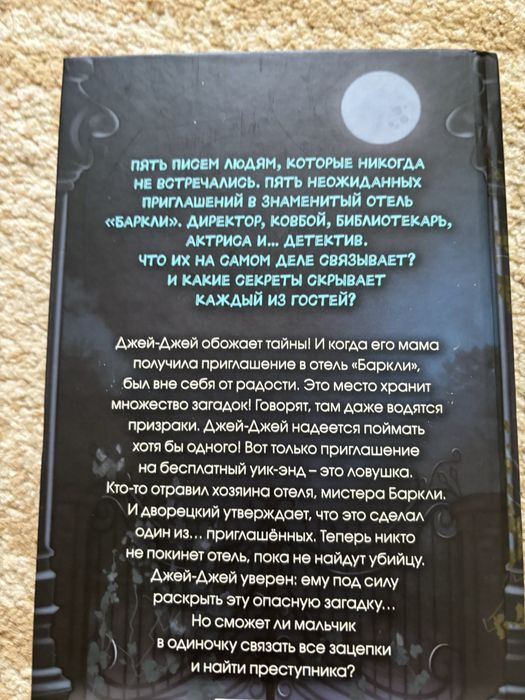 ПЯТЬ ПИСЕМ ЛЮДЯМ, КОТОРЫЕ НИКОГДА
НЕ ВСТРЕЧАЛИСЬ. ПЯТЬ НЕОЖИДАННЫХ
ПРИГЛАШЕНИЙ В ЗНАМЕНИТЫЙ ОТЕЛЬ
«БАРКЛИ». ДИРЕКТОР, КОВБОЙ, БИБЛИОТЕКАРЬ,
АКТРИСА И... ДЕТЕКТИВ.
ЧТО ИХ НА САМОМ ДЕЛЕ СВЯЗЫВАЕТ?
И КАКИЕ СЕКРЕТЫ СКРЫВАЕТ
КАЖДЫЙ ИЗ ГОСТЕЙ?
Джей-Джей обожает тайны! И когда его мама
получила приглашение в отель «Баркли»,
был вне себя от радости. Это место хранит
множество загадок! Говорят, там даже водятся
призраки. Джей-Джей надеется поймать
хотя бы одного! Вот только приглашение
на бесплатный уик-энд – это ловушка.
Кто-то отравил хозяина отеля, мистера Баркли.
И дворецкий утверждает, что это сделал
один из... приглашённых. Теперь никто
не покинет отель, пока не найдут убийцу.
Джей-Джей уверен: ему под силу
раскрыть эту опасную загадку...
Но сможет ли мальчик
в одиночку связать все зацепки
и найти преступника?